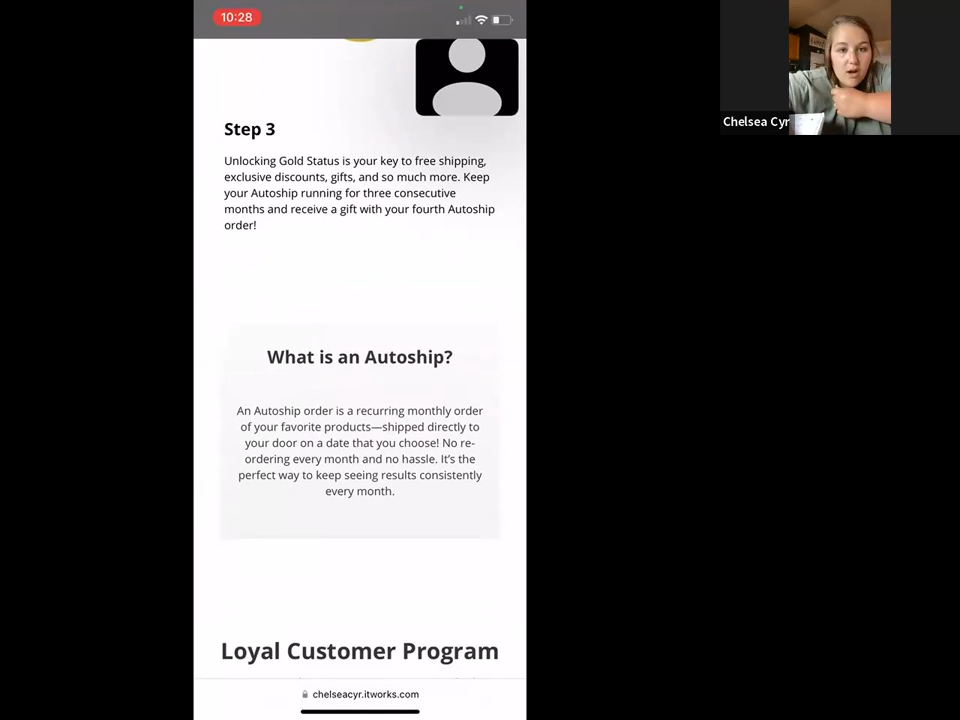 10:28
Chelsea Cyr
Step 3
Unlocking Gold Status is your key to free shipping,
exclusive discounts, gifts, and so much more. Keep
your Autoship running for three consecutive
months and receive a gift with your fourth Autoship
order!
What is an Autoship?
An Autoship order is a recurring monthly order
of your favorite products—shipped directly to
your door on a date that you choose! No re-
ordering every month and no hassle. It's the
perfect way to keep seeing results consistently
every month.
Loyal Customer Program
chelseacyr.itworks.com